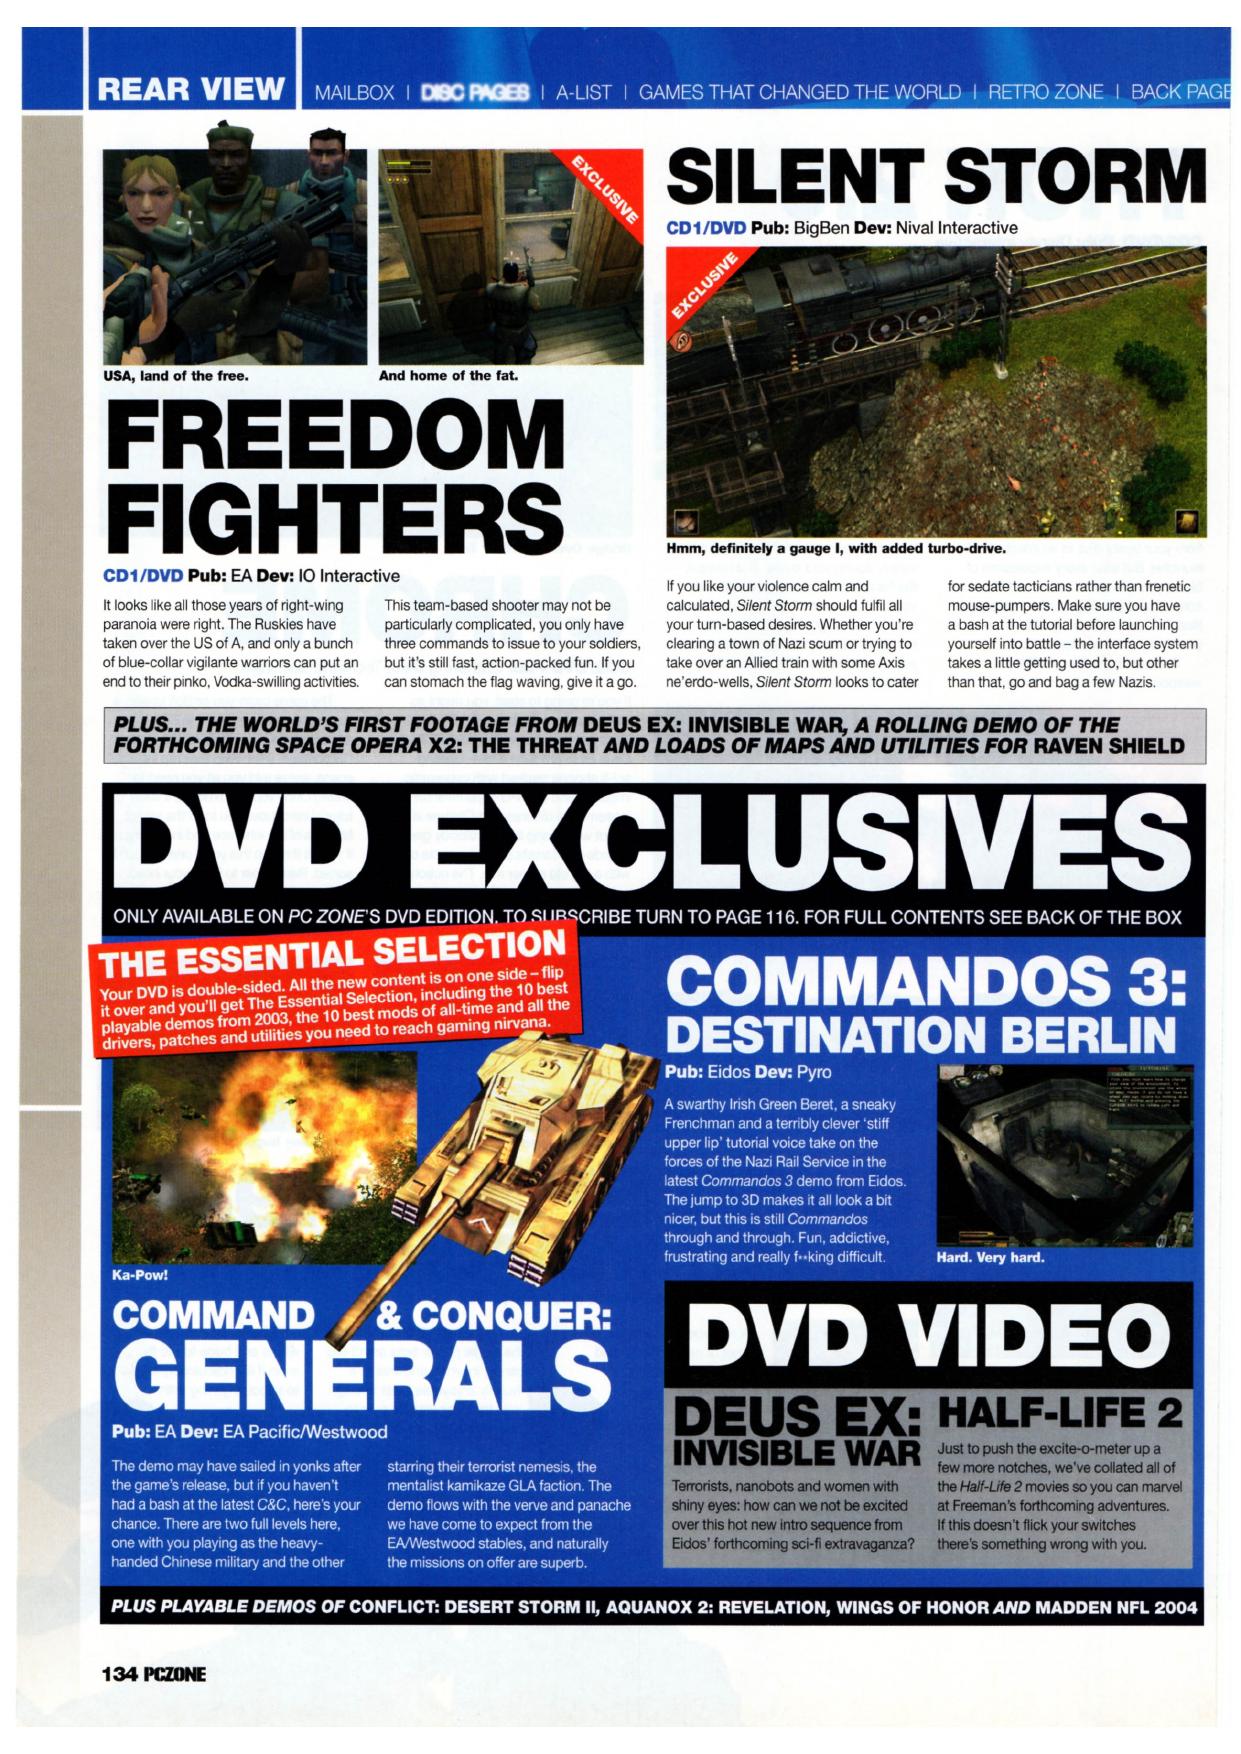 REAR VIEW
MAILBOX | DISC PAGES | A-LIST | GAMES THAT CHANGED THE WORLD | RETRO ZONE | BACK PAGE
EXCLUSIVE
USA, land of the free.
And home of the fat.
FREEDOM
FIGHTERS
CD1/DVD Pub: EA Dev: IO Interactive
It looks like all those years of right-wing
paranoia were right. The Ruskies have
taken over the US of A, and only a bunch
of blue-collar vigilante warriors can put an
end to their pinko, Vodka-swilling activities.
This team-based shooter may not be
particularly complicated, you only have
three commands to issue to your soldiers,
but it's still fast, action-packed fun. If you
can stomach the flag waving, give it a go.
SILENT STORM
CD1/DVD Pub: BigBen Dev: Nival Interactive
EXCLUSIVE
Hmm, definitely a gauge I, with added turbo-drive.
If you like your violence calm and
calculated, Silent Storm should fulfil all
your turn-based desires. Whether you're
clearing a town of Nazi scum or trying to
take over an Allied train with some Axis
ne'erdo-wells, Silent Storm looks to cater
for sedate tacticians rather than frenetic
mouse-pumpers. Make sure you have
a bash at the tutorial before launching
yourself into battle – the interface system
takes a little getting used to, but other
than that, go and bag a few Nazis.
PLUS... THE WORLD'S FIRST FOOTAGE FROM DEUS EX: INVISIBLE WAR, A ROLLING DEMO OF THE
FORTHCOMING SPACE OPERA X2: THE THREAT AND LOADS OF MAPS AND UTILITIES FOR RAVEN SHIELD
DVD EXCLUSIVES
ONLY AVAILABLE ON PC ZONE'S DVD EDITION. TO SUBSCRIBE TURN TO PAGE 116. FOR FULL CONTENTS SEE BACK OF THE BOX
THE ESSENTIAL SELECTION
Your DVD is double-sided. All the new content is on one side – flip
it over and you'll get The Essential Selection, including the 10 best
playable demos from 2003, the 10 best mods of all-time and all the
drivers, patches and utilities you need to reach gaming nirvana.
Ka-Pow!
COMMAND & CONQUER:
GENERALS
Pub: EA Dev: EA Pacific/Westwood
The demo may have sailed in yonks after
the game's release, but if you haven't
had a bash at the latest C&C, here's your
chance. There are two full levels here,
one with you playing as the heavy-
handed Chinese military and the other
starring their terrorist nemesis, the
mentalist kamikaze GLA faction. The
demo flows with the verve and panache
we have come to expect from the
EA/Westwood stables, and naturally
the missions on offer are superb.
COMMANDOS 3:
DESTINATION BERLIN
Pub: Eidos Dev: Pyro
A swarthy Irish Green Beret, a sneaky
Frenchman and a terribly clever 'stiff
upper lip' tutorial voice take on the
forces of the Nazi Rail Service in the
latest Commandos 3 demo from Eidos.
The jump to 3D makes it all look a bit
nicer, but this is still Commandos
through and through. Fun, addictive,
frustrating and really f**king difficult.
Hard. Very hard.
DVD VIDEO
DEUS EX:
INVISIBLE WAR
Terrorists, nanobots and women with
shiny eyes: how can we not be excited
over this hot new intro sequence from
Eidos' forthcoming sci-fi extravaganza?
HALF-LIFE 2
Just to push the excite-o-meter up a
few more notches, we've collated all of
the Half-Life 2 movies so you can marvel
at Freeman's forthcoming adventures.
If this doesn't flick your switches
there's something wrong with you.
PLUS PLAYABLE DEMOS OF CONFLICT: DESERT STORM II, AQUANOX 2: REVELATION, WINGS OF HONOR AND MADDEN NFL 2004
134 PCZONE